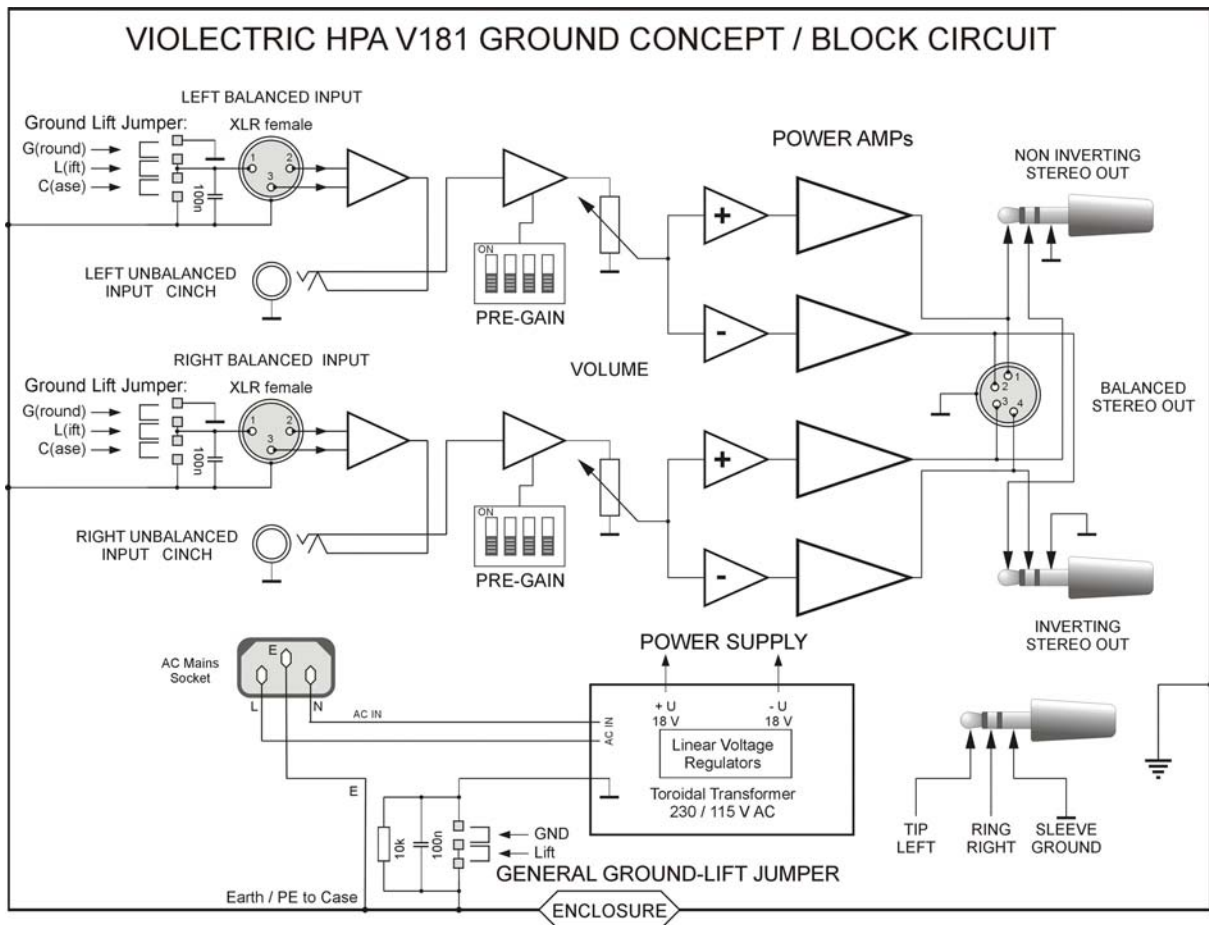 VIOLECTRIC HPA V181 GROUND CONCEPT / BLOCK CIRCUIT
LEFT BALANCED INPUT
Ground Lift Jumper:
XLR female
G(round)
L(ift)
C(ase)
1
2
3
100n
POWER AMPs
NON INVERTING
STEREO OUT
LEFT UNBALANCED
INPUT CINCH
ON
PRE-GAIN
+
-
VOLUME
RIGHT BALANCED INPUT
Ground Lift Jumper:
XLR female
G(round)
L(ift)
C(ase)
1
2
3
100n
1
2
3
4
BALANCED
STEREO OUT
RIGHT UNBALANCED
INPUT CINCH
ON
PRE-GAIN
+
-
INVERTING
STEREO OUT
AC Mains
Socket
E
L
N
AC IN
POWER SUPPLY
+ U
18 V
- U
18 V
AC IN
AC IN
Linear Voltage
Regulators
Toroidal Transformer
230 / 115 V AC
E
10k
100n
GND
Lift
GENERAL GROUND-LIFT JUMPER
TIP
LEFT
RING
RIGHT
SLEEVE
GROUND
Earth / PE to Case
ENCLOSURE